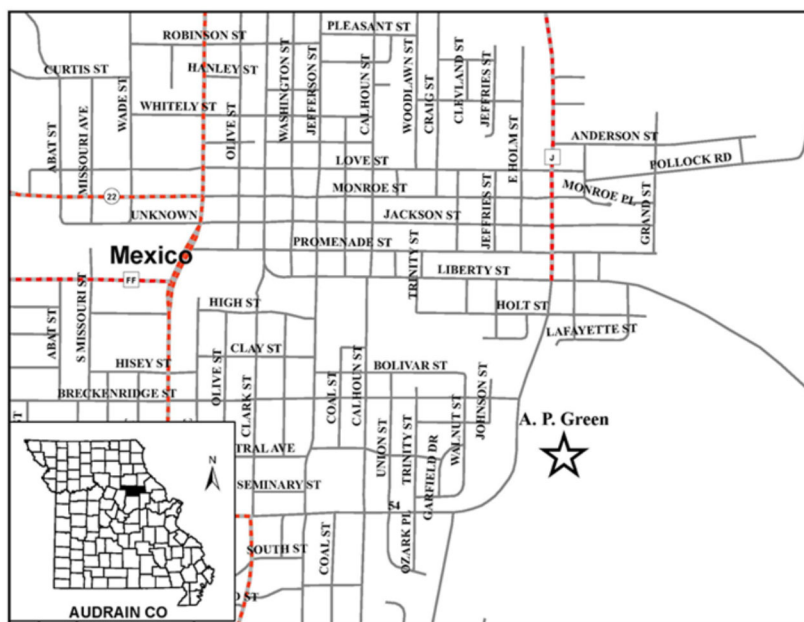 PLEASANT ST
ROBINSON ST
CURTIS ST
HANLEY ST
WHITELY ST
ABAT ST
MISSOURI AVE
WADE ST
OLIVE ST
WASHINGTON ST
JEFFERSON ST
CALHOUN ST
WOODLAWN ST
CRAIG ST
CLEVLAND ST
JEFFRIES ST
E HOLM ST
J
ANDERSON ST
POLLOCK RD
LOVE ST
MONROE ST
MONROE PL
GRAND ST
22
UNKNOWN
JACKSON ST
JEFFRIES ST
Mexico
PROMENADE ST
TRINITY ST
LIBERTY ST
FF
S MISSOURI ST
ABAT ST
HIGH ST
HOLT ST
LAFAYETTE ST
CLAY ST
HISEY ST
OLIVE ST
BOLIVAR ST
BRECKENRIDGE ST
CLARK ST
COAL ST
CALHOUN ST
JOHNSON ST
WALNUT ST
A. P. Green
UNION ST
TRINITY ST
GARFIELD DR
TRAL AVE
SEMINARY ST
54
N
SOUTH ST
COAL ST
OZARK PL
ST
AUDRAIN CO